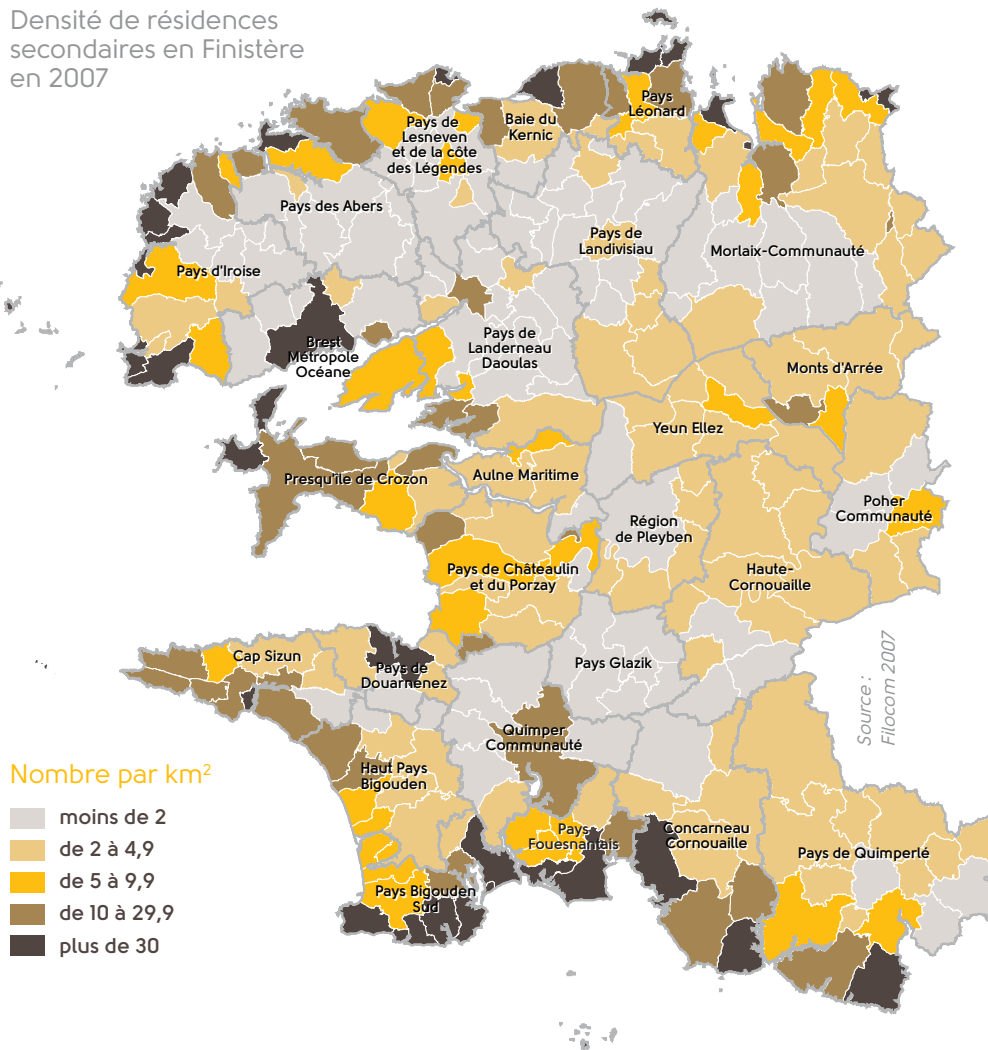 Densité de résidences
secondaires en Finistère
en 2007
Pays
Léonard
Baie du
Kernic
Pays de
Lesneven
et de la côte
des Légendes
Pays des Abers
Pays de
Landivisiau
Morlaix-Communauté
Pays d'Iroise
Brest
Métropole
Océane
Pays de
Landerneau
Daoulas
Monts d'Arrée
Yeun Ellez
Presqu'île de Crozon
Aulne Maritime
Poher
Communauté
Région
de Pleyben
Pays de Châteaulin
et du Porzay
Haute-
Cornouaille
Cap Sizun
Pays de
Douarnenez
Pays Glazik
Source :
Filocom 2007
Quimper
Communauté
Haut Pays
Bigouden
Pays
Fouesnantais
Concarneau
Cornouaille
Pays de Quimperlé
Pays Bigouden
Sud
Nombre par km²
moins de 2
de 2 à 4,9
de 5 à 9,9
de 10 à 29,9
plus de 30